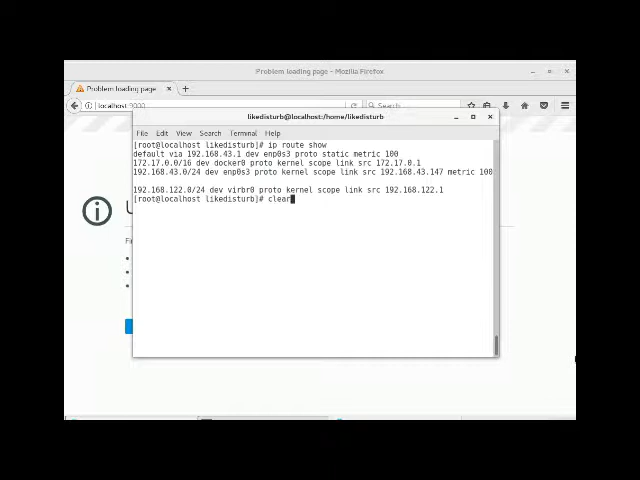 Problem loading page - Mozilla Firefox
Problem loading page
localhost:9000
Search
likedisturb@localhost:/home/likedisturb
File Edit View Search Terminal Help
[root@localhost likedisturb]# ip route show
default via 192.168.43.1 dev enp0s3 proto static metric 100
172.17.0.0/16 dev docker0 proto kernel scope link src 172.17.0.1
192.168.43.0/24 dev enp0s3 proto kernel scope link src 192.168.43.147 metric 100
192.168.122.0/24 dev virbr0 proto kernel scope link src 192.168.122.1
[root@localhost likedisturb]# clear